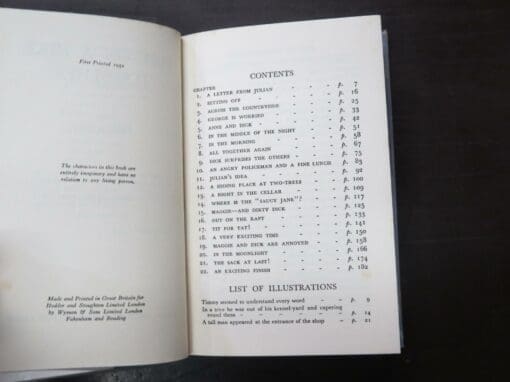 First Printed 1952
The characters in this book are
entirely imaginary and have no
relation to any living person.
Made and Printed in Great Britain for
Hodder and Stoughton Limited London
by Wyman & Sons Limited London
Fakenham and Reading
CONTENTS
CHAPTER
1. A LETTER FROM JULIAN - - - p. 7
2. SETTING OFF - - - - p. 16
3. ACROSS THE COUNTRYSIDE - - - p. 25
4. GEORGE IS WORRIED - - - p. 33
5. ANNE AND DICK - - - - p. 42
6. IN THE MIDDLE OF THE NIGHT - - - p. 51
7. IN THE MORNING - - - - p. 58
8. ALL TOGETHER AGAIN - - - p. 67
9. DICK SURPRISES THE OTHERS - - - p. 75
10. AN ANGRY POLICEMAN AND A FINE LUNCH - p. 83
11. JULIAN'S IDEA - - - - p. 92
12. A HIDING PLACE AT TWO-TREES - - - p. 100
13. A NIGHT IN THE CELLAR - - - p. 109
14. WHERE IS THE "SAUCY JANE"? - - - p. 117
15. MAGGIE—AND DIRTY DICK - - - p. 125
16. OUT ON THE RAFT - - - - p. 133
17. TIT FOR TAT! - - - - p. 141
18. A VERY EXCITING TIME - - - p. 150
19. MAGGIE AND DICK ARE ANNOYED - - - p. 158
20. IN THE MOONLIGHT - - - - p. 166
21. THE SACK AT LAST! - - - - p. 174
22. AN EXCITING FINISH - - - - p. 182
LIST OF ILLUSTRATIONS
Timmy seemed to understand every word - - p. 9
In a trice he was out of his kennel-yard and capering
round them - - - - - p. 14
A tall man appeared at the entrance of the shop - p. 21